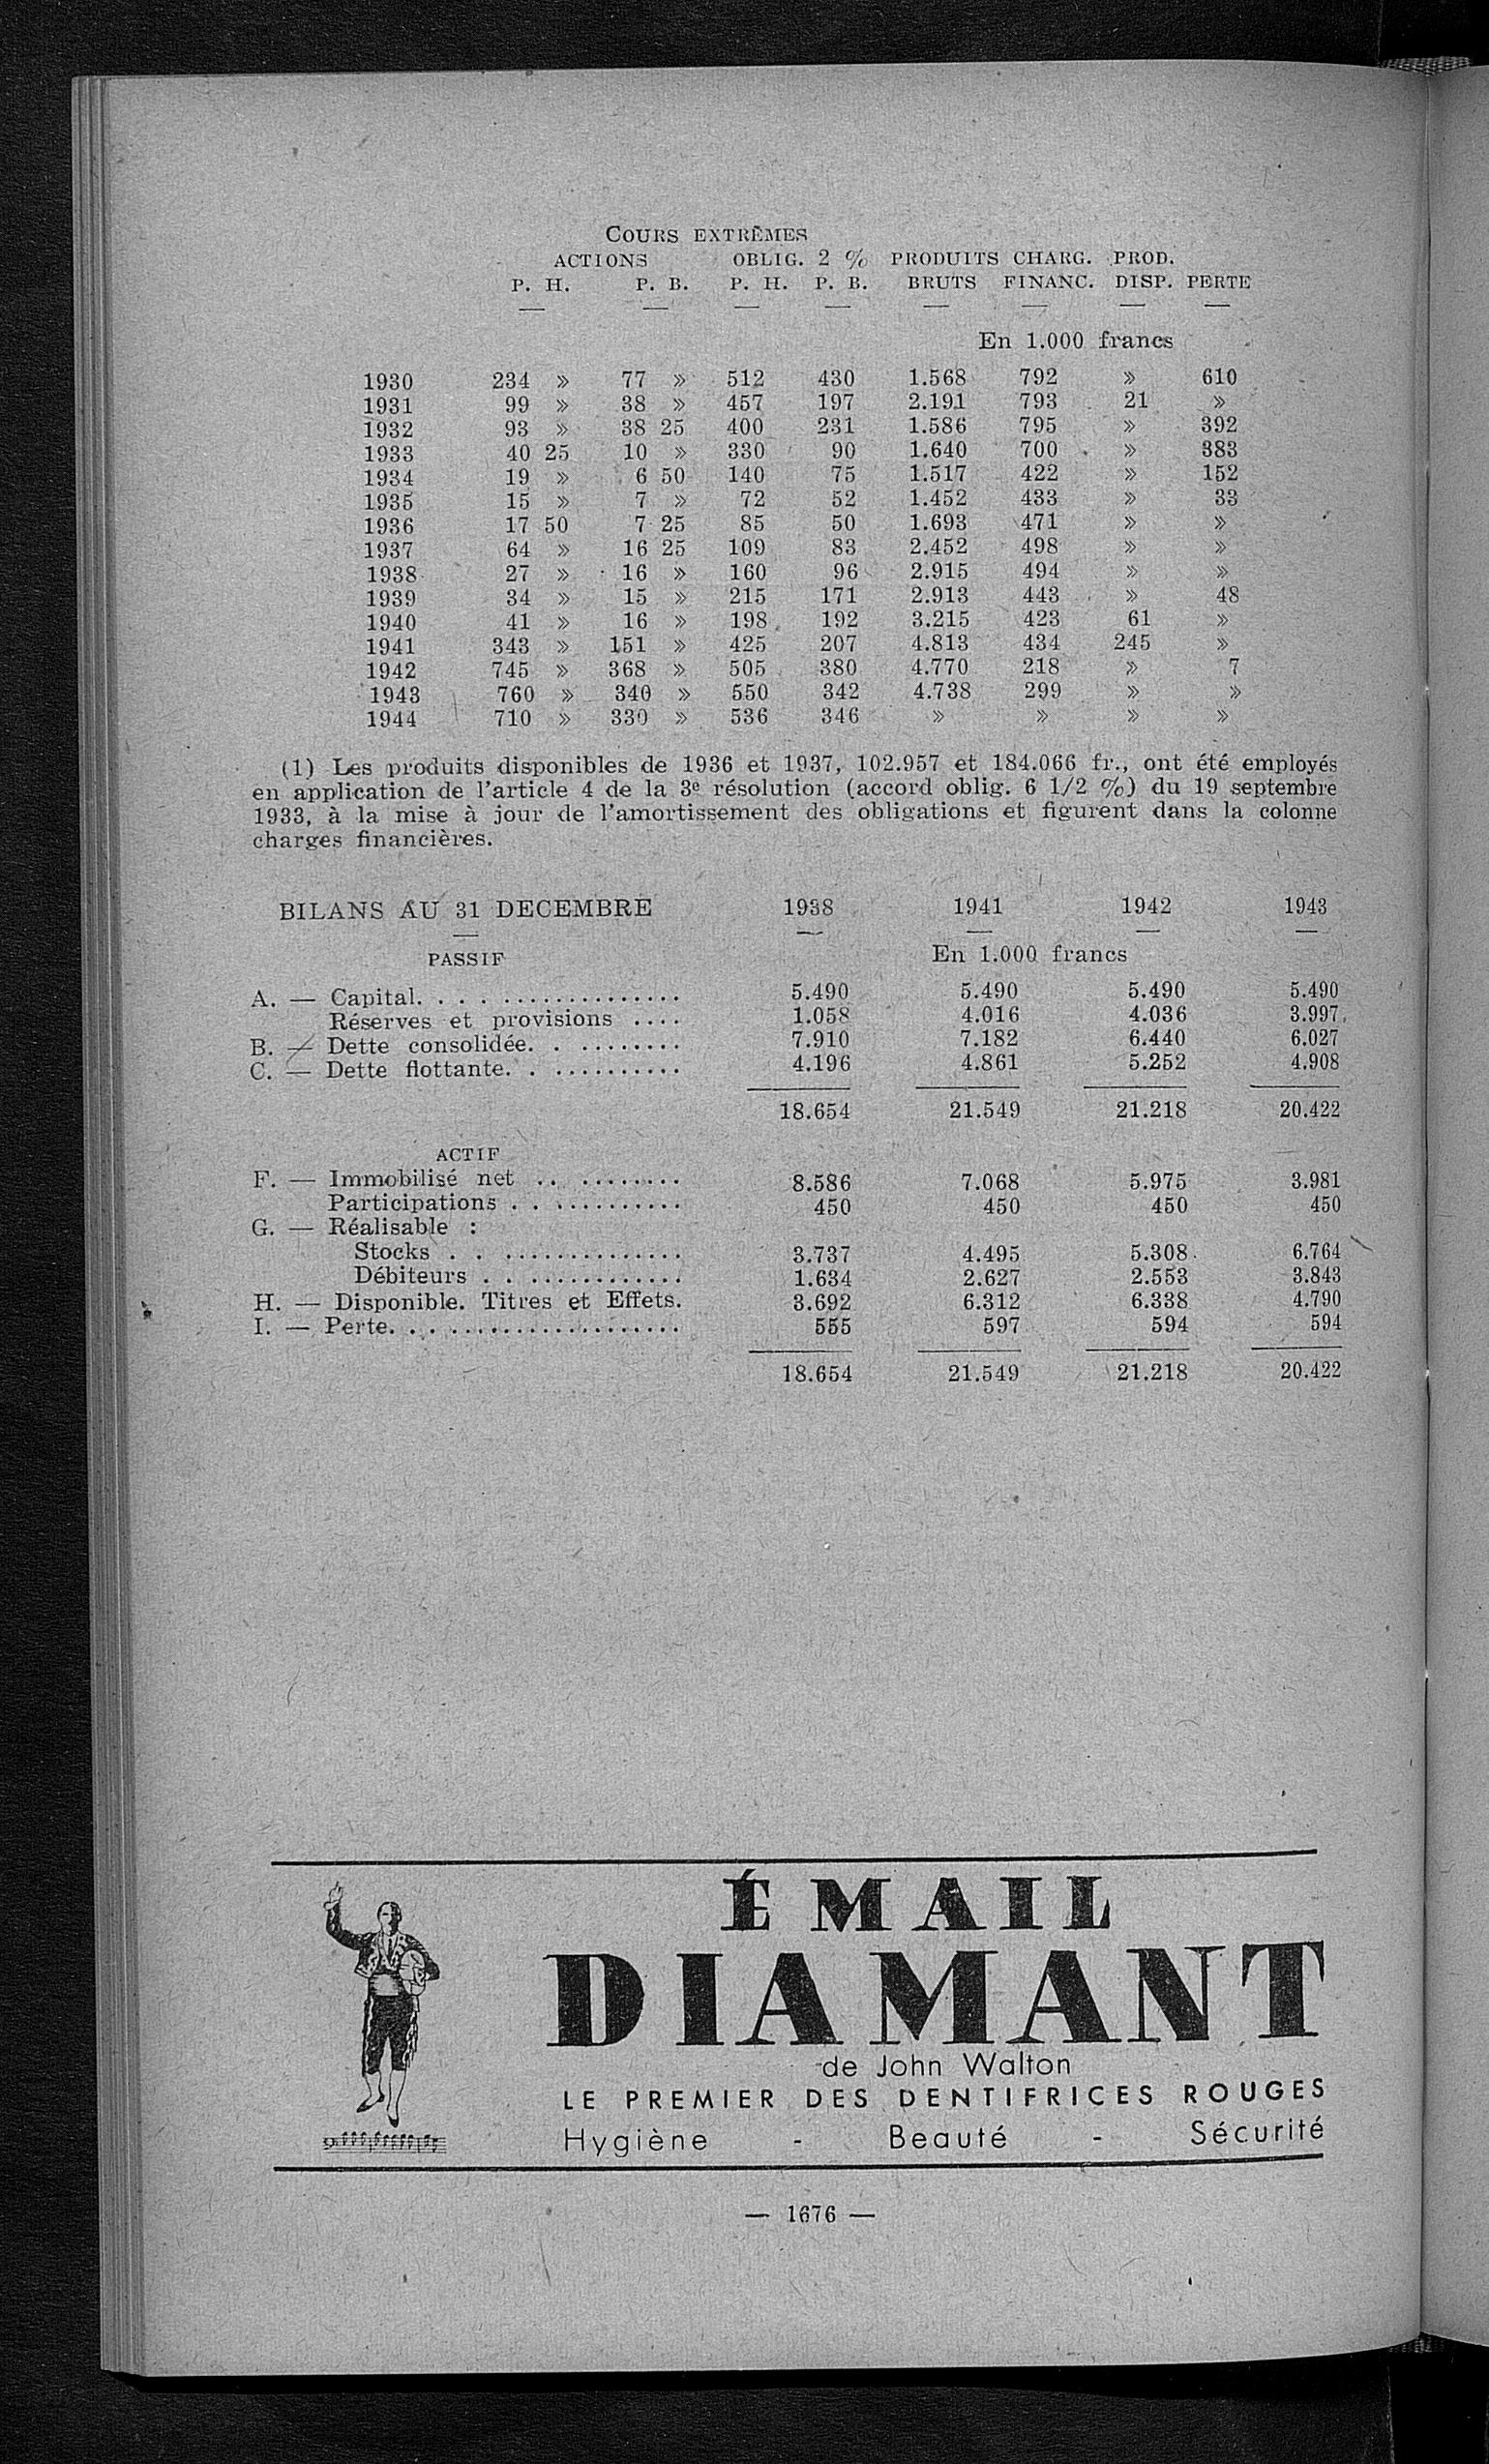 COURS EXTRÊMES
ACTIONS OBLIG. 2 % PRODUITS CHARG. PROD.
P. H. P. B. P. H. P. B. BRUTS FINANC. DISP. PERTE
— — — — — — — —
En 1.000 francs
1930 234 » 77 » 512 430 1.568 792 » 610
1931 99 » 38 » 457 197 2.191 793 21 »
1932 93 » 38 25 400 231 1.586 795 » 392
1933 40 25 10 » 330 90 1.640 700 » 383
1934 19 » 6 50 140 75 1.517 422 » 152
1935 15 » 7 » 72 52 1.452 433 » 33
1936 17 50 7 25 85 50 1.693 471 » »
1937 64 » 16 25 109 83 2.452 498 » »
1938 27 » 16 » 160 96 2.915 494 » »
1939 34 » 15 » 215 171 2.913 443 » 48
1940 41 » 16 » 198 192 3.215 423 61 »
1941 343 » 151 » 425 207 4.813 434 245 »
1942 745 » 368 » 505 380 4.770 218 » 7
1943 760 » 340 » 550 342 4.738 299 » »
1944 710 » 330 » 536 346 » » » »
(1) Les produits disponibles de 1936 et 1937, 102.957 et 184.066 fr., ont été employés
en application de l'article 4 de la 3e résolution (accord oblig. 6 1/2 %) du 19 septembre
1933, à la mise à jour de l'amortissement des obligations et figurent dans la colonne
charges financières.
BILANS AU 31 DECEMBRE 1938 1941 1942 1943
— — — — —
PASSIF En 1.000 francs
A. — Capital. . . . . . . . . . . . . . . . . . . 5.490 5.490 5.490 5.490
Réserves et provisions .... 1.058 4.016 4.036 3.997
B. — Dette consolidée. . ......... 7.910 7.182 6.440 6.027
C. — Dette flottante. . ........... 4.196 4.861 5.252 4.908
18.654 21.549 21.218 20.422
ACTIF
F. — Immobilisé net .. ........ 8.586 7.068 5.975 3.981
Participations . . ........... 450 450 450 450
G. — Réalisable :
Stocks . . .............. 3.737 4.495 5.308 6.764
Débiteurs . . ............ 1.634 2.627 2.553 3.843
H. — Disponible. Titres et Effets. 3.692 6.312 6.338 4.790
I. — Perte. . . .................. 555 597 594 594
18.654 21.549 21.218 20.422
ÉMAIL
DIAMANT
de John Walton
LE PREMIER DES DENTIFRICES ROUGES
Hygiène - Beauté - Sécurité
— 1676 —